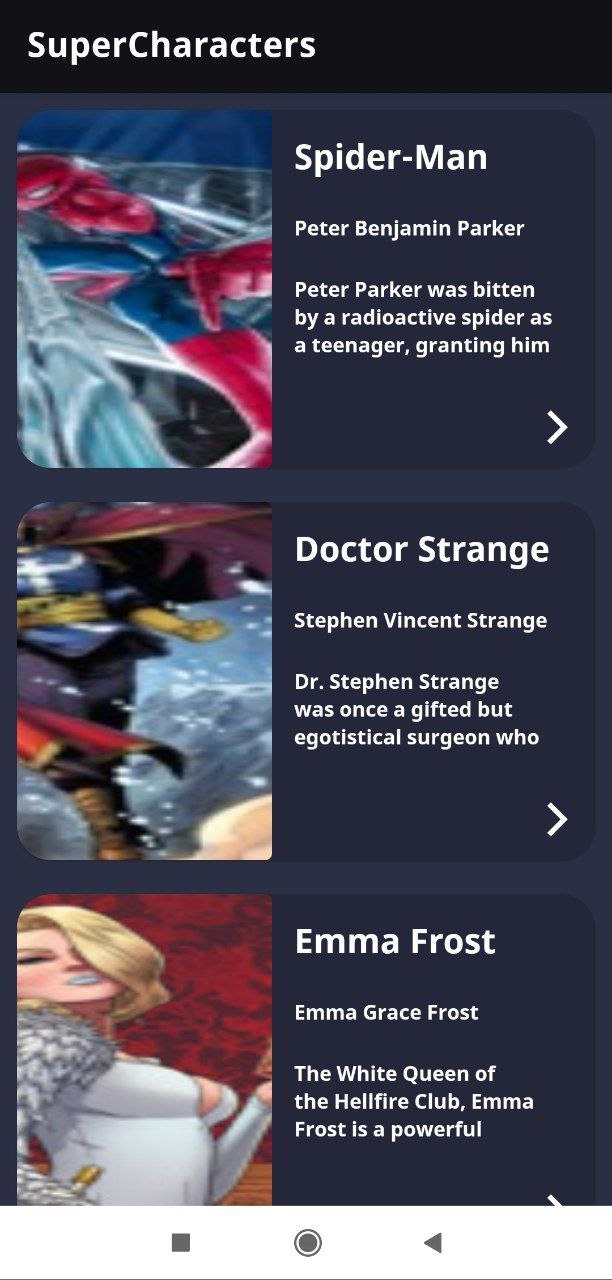 SuperCharacters
Spider-Man
Peter Benjamin Parker
Peter Parker was bitten
by a radioactive spider as
a teenager, granting him
Doctor Strange
Stephen Vincent Strange
Dr. Stephen Strange
was once a gifted but
egotistical surgeon who
Emma Frost
Emma Grace Frost
The White Queen of
the Hellfire Club, Emma
Frost is a powerful